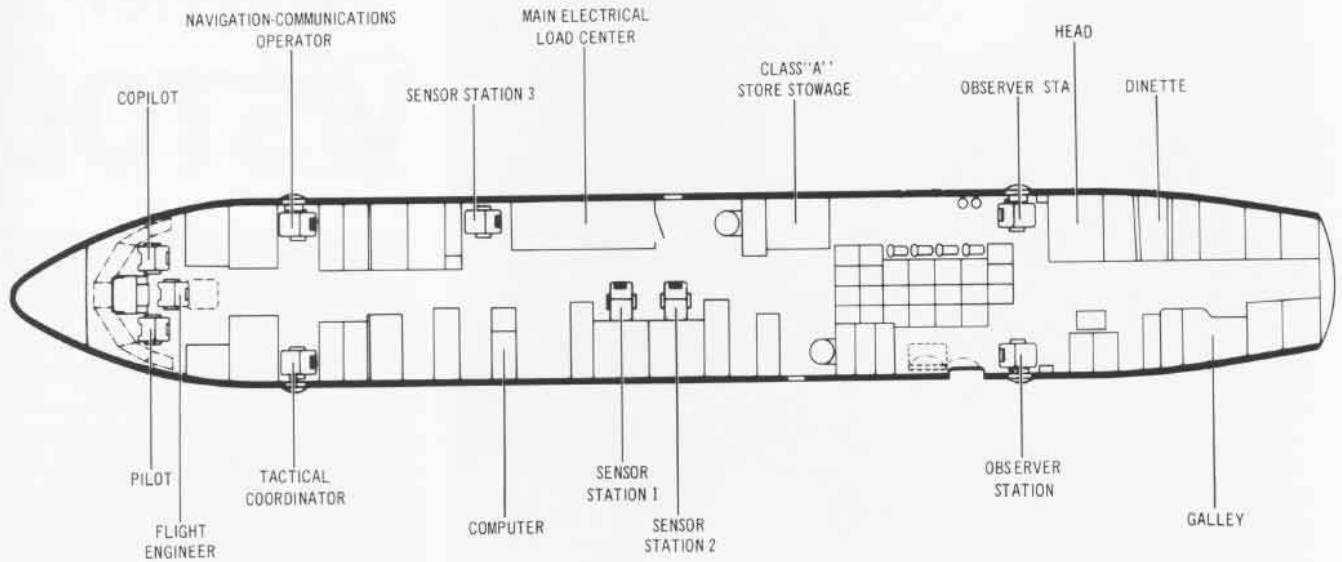 NAVIGATION-COMMUNICATIONS
OPERATOR
MAIN ELECTRICAL
LOAD CENTER
HEAD
COPILOT
SENSOR STATION 3
CLASS "A"
STORE STOWAGE
OBSERVER STA
DINETTE
PILOT
TACTICAL
COORDINATOR
SENSOR
STATION 1
OBSERVER
STATION
FLIGHT
ENGINEER
COMPUTER
SENSOR
STATION 2
GALLEY